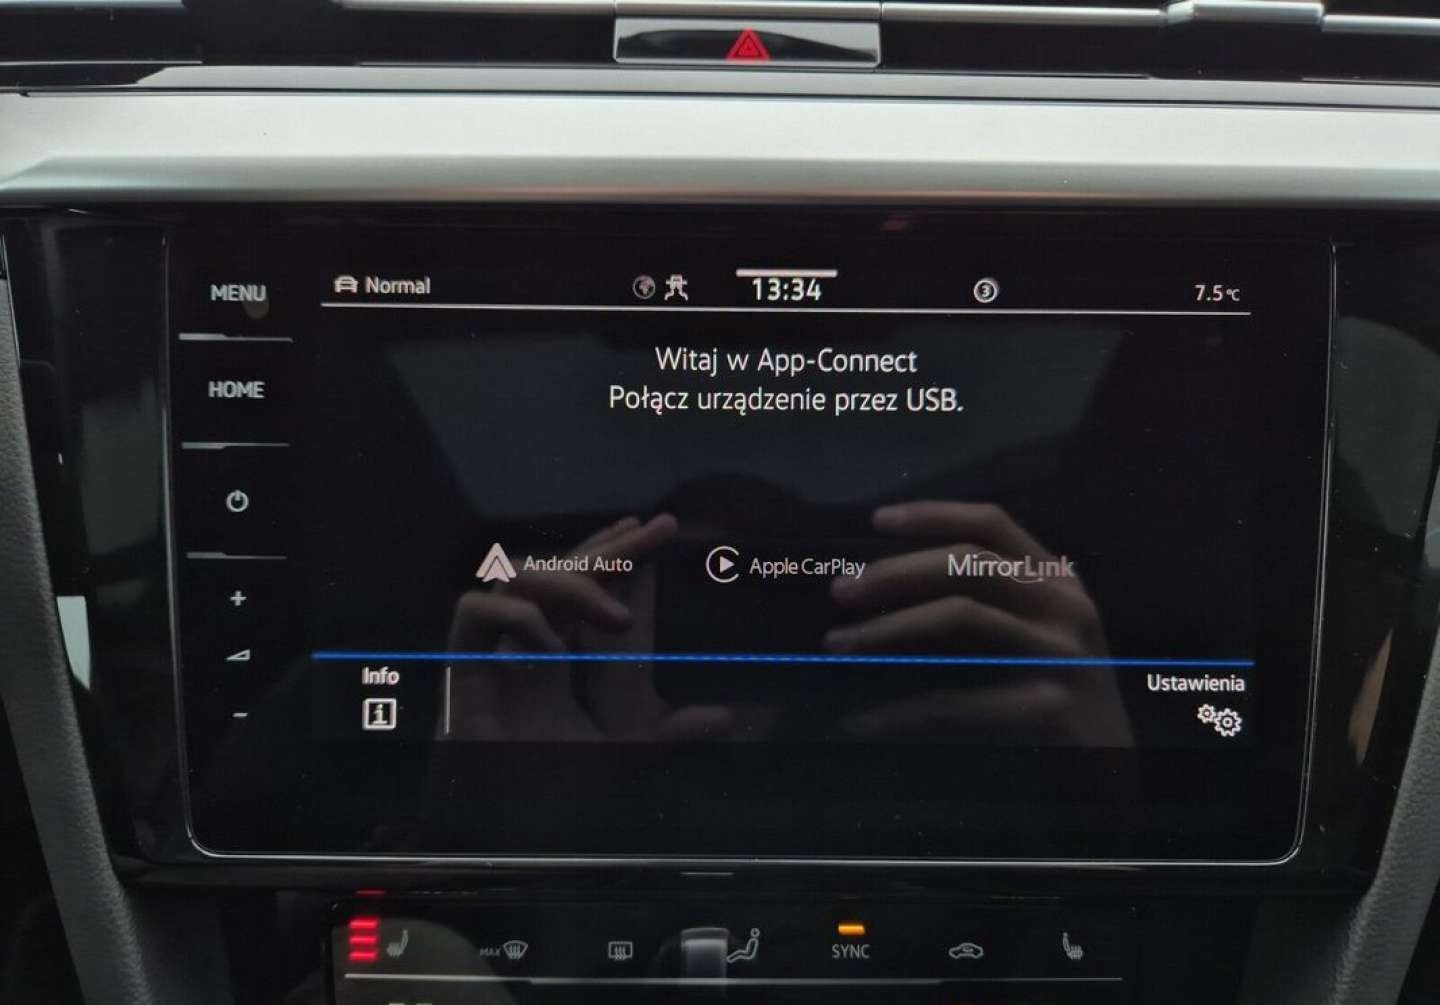 MENU
HOME
Normal
13:34
3
7.5°C
Witaj w App-Connect
Połącz urządzenie przez USB.
Android Auto
Apple CarPlay
MirrorLink
Info
i
Ustawienia
+
−
MAX
SYNC